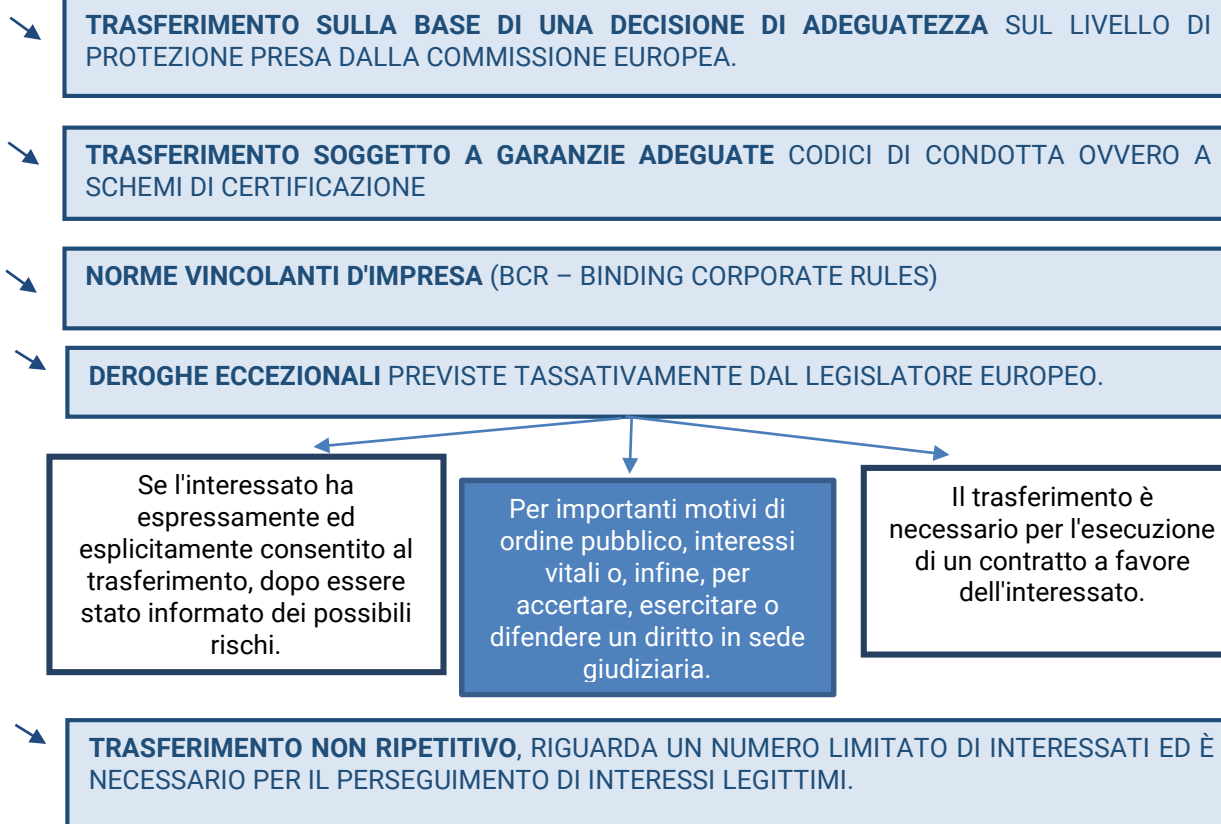 TRASFERIMENTO SULLA BASE DI UNA DECISIONE DI ADEGUATEZZA SUL LIVELLO DI
PROTEZIONE PRESA DALLA COMMISSIONE EUROPEA.
TRASFERIMENTO SOGGETTO A GARANZIE ADEGUATE CODICI DI CONDOTTA OVVERO A
SCHEMI DI CERTIFICAZIONE
NORME VINCOLANTI D'IMPRESA (BCR – BINDING CORPORATE RULES)
DEROGHE ECCEZIONALI PREVISTE TASSATIVAMENTE DAL LEGISLATORE EUROPEO.
Se l'interessato ha
espressamente ed
esplicitamente consentito al
trasferimento, dopo essere
stato informato dei possibili
rischi.
Per importanti motivi di
ordine pubblico, interessi
vitali o, infine, per
accertare, esercitare o
difendere un diritto in sede
giudiziaria.
Il trasferimento è
necessario per l'esecuzione
di un contratto a favore
dell'interessato.
TRASFERIMENTO NON RIPETITIVO, RIGUARDA UN NUMERO LIMITATO DI INTERESSATI ED È
NECESSARIO PER IL PERSEGUIMENTO DI INTERESSI LEGITTIMI.